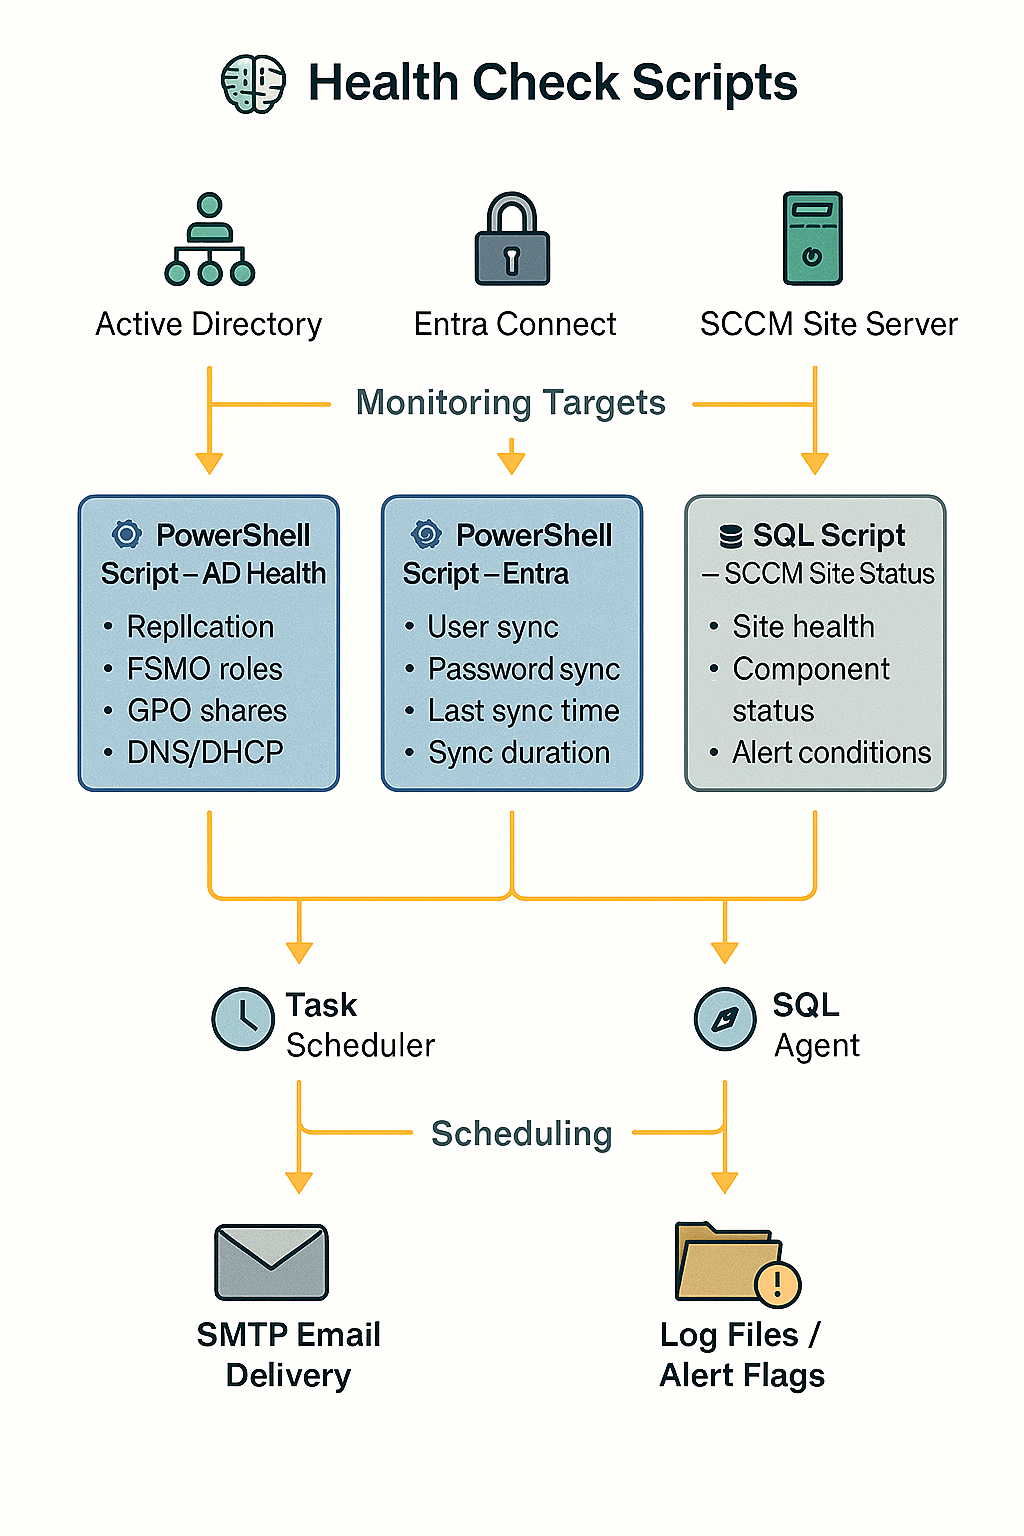 Health Check Scripts
Active Directory
Entra Connect
SCCM Site Server
Monitoring Targets
PowerShell
Script – AD Health
• Repllcation
• FSMO roles
• GPO shares
• DNS/DHCP
PowerShell
Script – Entra
• User sync
• Password sync
• Last sync time
• Sync duration
SQL Script
– SCCM Site Status
• Site health
• Component
status
• Alert conditions
Task
Scheduler
SQL
Agent
Scheduling
SMTP Email
Delivery
Log Files /
Alert Flags